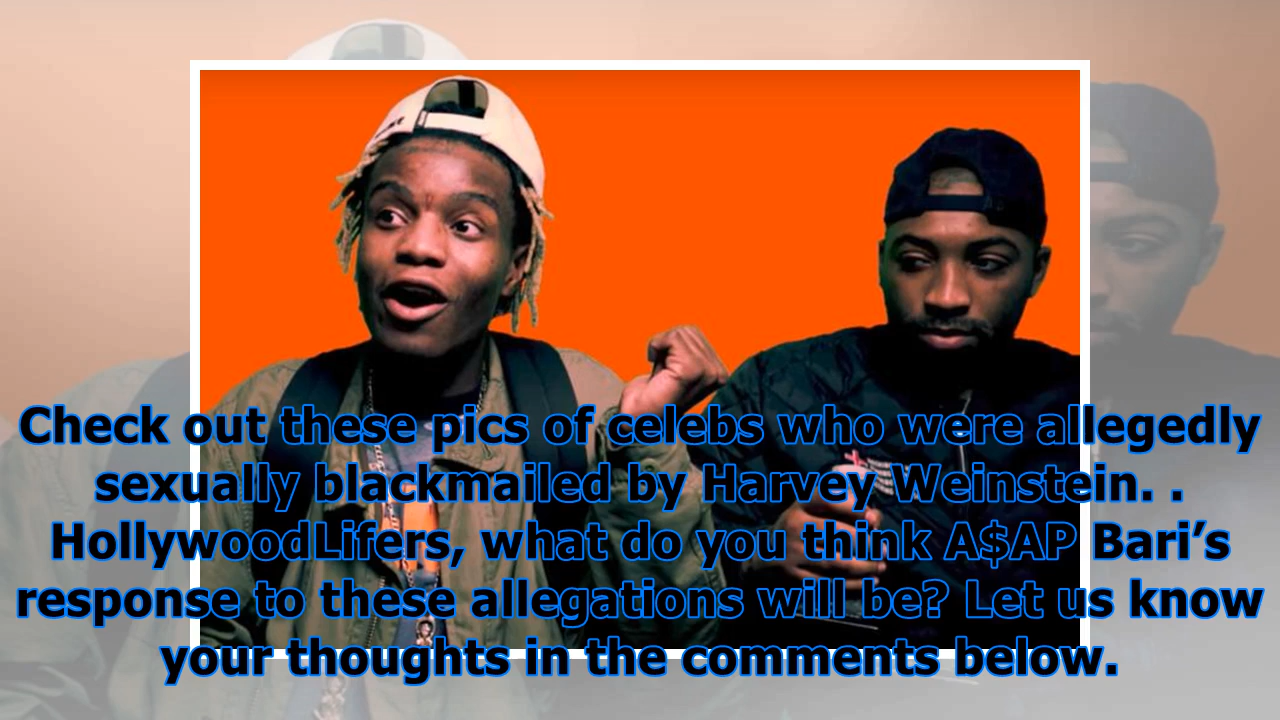 Check out these pics of celebs who were allegedly
sexually blackmailed by Harvey Weinstein. .
HollywoodLifers, what do you think A$AP Bari’s
response to these allegations will be? Let us know
your thoughts in the comments below.